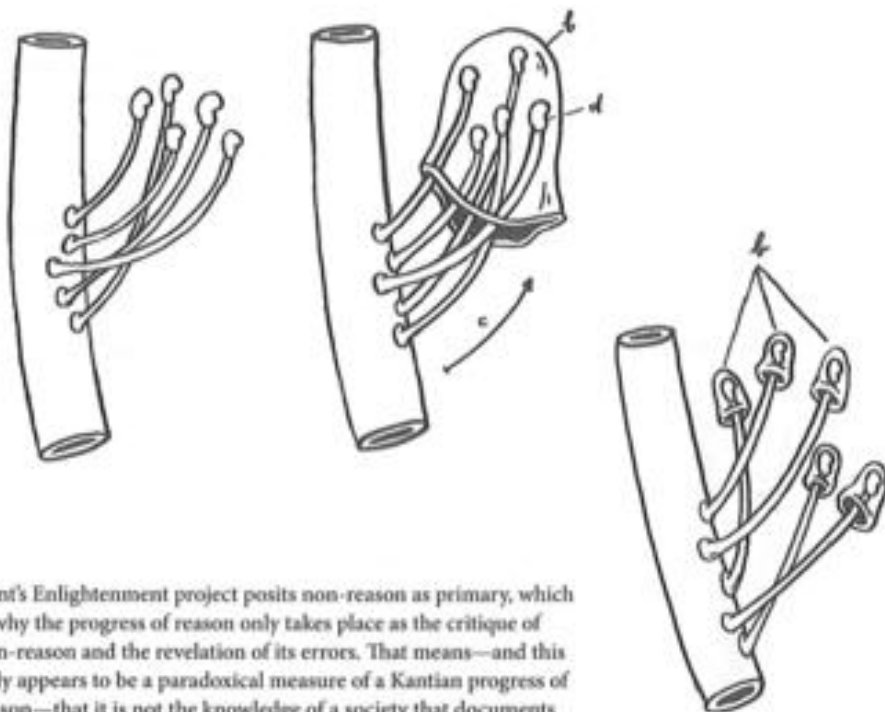 b
d
c
b
nt's Enlightenment project posits non-reason as primary, which
why the progress of reason only takes place as the critique of
n-reason and the revelation of its errors. That means—and this
ly appears to be a paradoxical measure of a Kantian progress of
ason—that it is not the knowledge of a society that documents